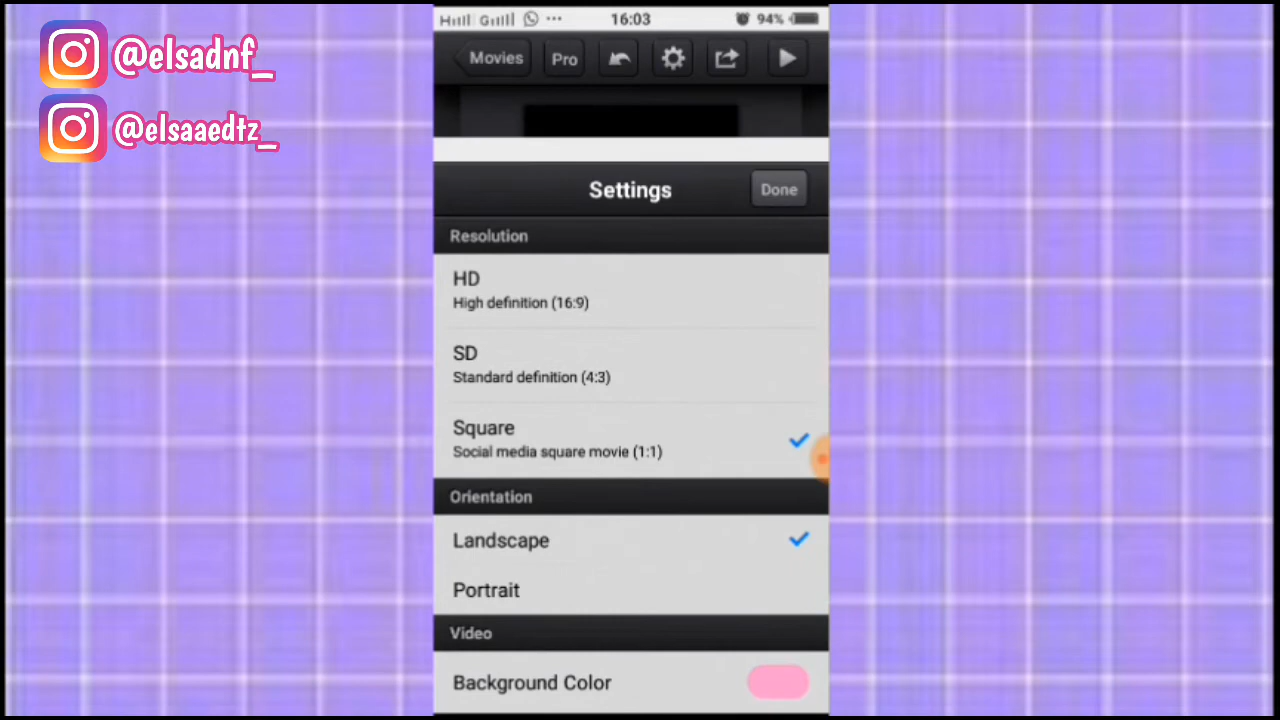 @elsadnf_
@elsaaedtz_
H G ... 16:03 94%
Movies Pro
Settings Done
Resolution
HD
High definition (16:9)
SD
Standard definition (4:3)
Square
Social media square movie (1:1)
Orientation
Landscape
Portrait
Video
Background Color